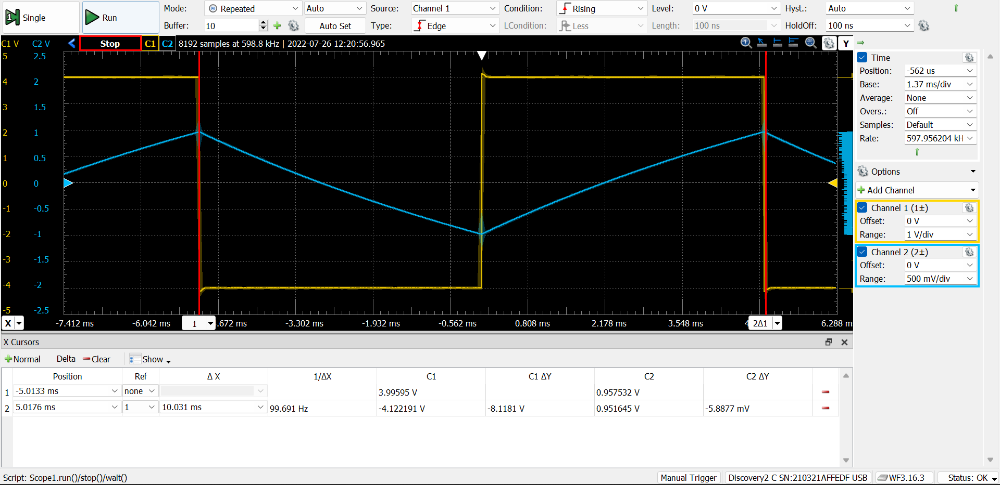 Single Run Mode: Repeated Auto Source: Channel 1 Condition: Rising Level: 0 V Hyst.: Auto
Buffer: 10 Auto Set Type: Edge LCondition: Less Length: 100 ns HoldOff: 100 ns
C1 V C2 V Stop C1 C2 8192 samples at 598.8 kHz | 2022-07-26 12:20:56.965 Y
5 2.5
4 2
3 1.5
2 1
1 0.5
0 0
-1 -0.5
-2 -1
-3 -1.5
-4 -2
-5 -2.5
X -7.412 ms -6.042 ms 1 .672 ms -3.302 ms -1.932 ms -0.562 ms 0.808 ms 2.178 ms 3.548 ms 4 2Δ1 6.288 ms
Time
Position: -562 us
Base: 1.37 ms/div
Average: None
Overs.: Off
Samples: Default
Rate: 597.956204 kH
Options
Add Channel
Channel 1 (1±)
Offset: 0 V
Range: 1 V/div
Channel 2 (2±)
Offset: 0 V
Range: 500 mV/div
X Cursors
Normal Delta Clear Show
Position Ref Δ X 1/ΔX C1 C1 ΔY C2 C2 ΔY
1 -5.0133 ms none 3.99595 V 0.957532 V
2 5.0176 ms 1 10.031 ms 99.691 Hz -4.122191 V -8.1181 V 0.951645 V -5.8877 mV
Script: Scope1.run()/stop()/wait() Manual Trigger Discovery2 C SN:210321AFFEDF USB WF3.16.3 Status: OK